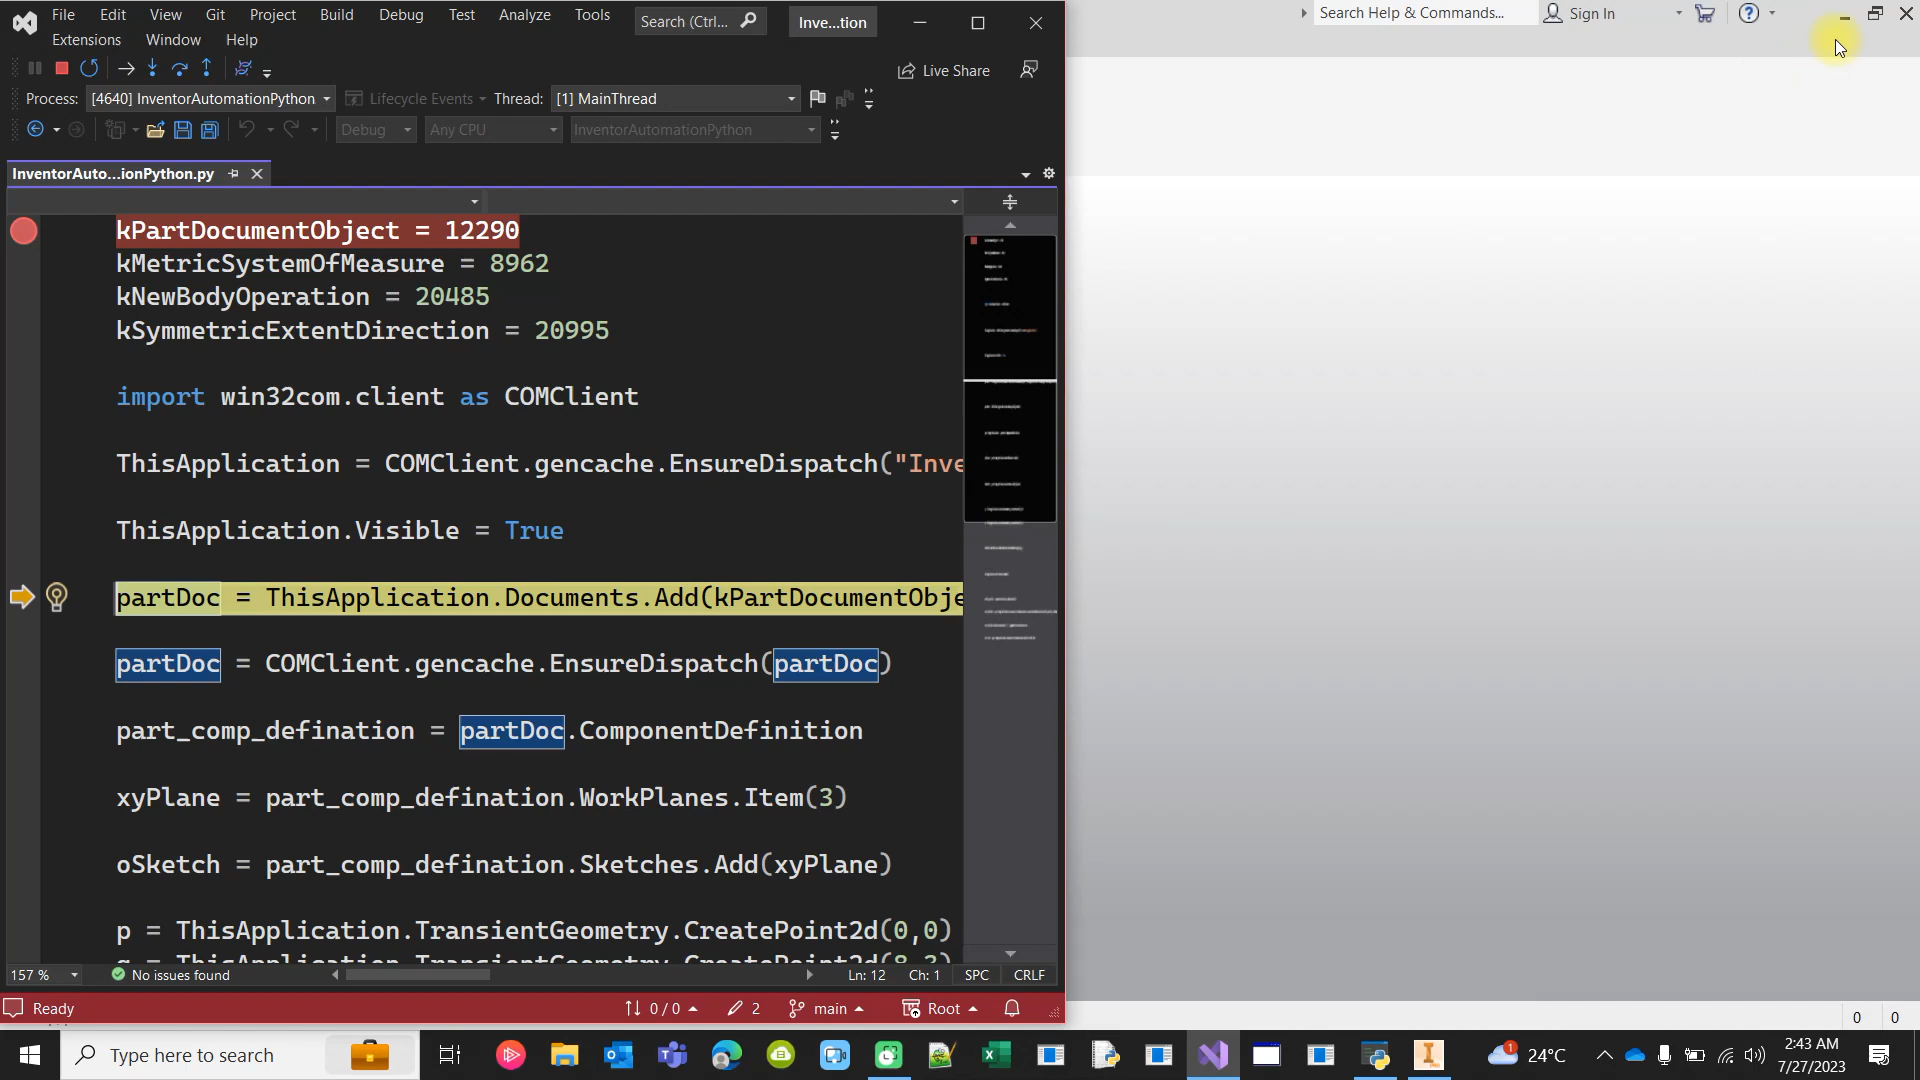 File Edit View Git Project Build Debug Test Analyze Tools Search (Ctrl... Inve...tion
Extensions Window Help
Live Share
Process: [4640] InventorAutomationPython Lifecycle Events Thread: [1] MainThread
Debug Any CPU InventorAutomationPython
InventorAuto...ionPython.py
kPartDocumentObject = 12290
kMetricSystemOfMeasure = 8962
kNewBodyOperation = 20485
kSymmetricExtentDirection = 20995
import win32com.client as COMClient
ThisApplication = COMClient.gencache.EnsureDispatch("Inve
ThisApplication.Visible = True
partDoc = ThisApplication.Documents.Add(kPartDocumentObje
partDoc = COMClient.gencache.EnsureDispatch(partDoc)
part_comp_defination = partDoc.ComponentDefinition
xyPlane = part_comp_defination.WorkPlanes.Item(3)
oSketch = part_comp_defination.Sketches.Add(xyPlane)
p = ThisApplication.TransientGeometry.CreatePoint2d(0,0)
157 % No issues found Ln: 12 Ch: 1 SPC CRLF
Ready 0 / 0 2 main Root
Search Help & Commands... Sign In
0 0
Type here to search
1 24°C
2:43 AM
7/27/2023